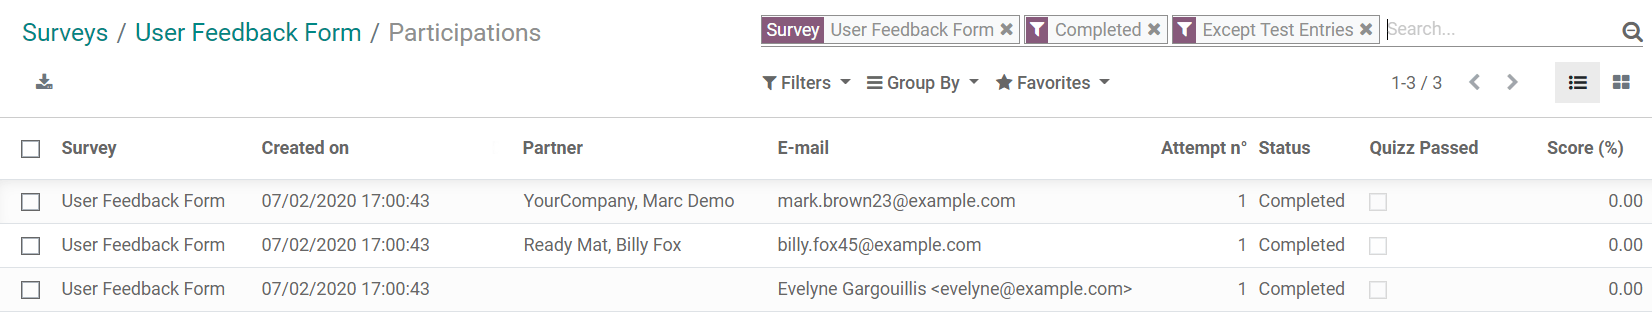 Surveys / User Feedback Form / Participations
Survey User Feedback Form ✖ Completed ✖ Except Test Entries ✖ Search...
Filters Group By Favorites 1-3 / 3
Survey Created on Partner E-mail Attempt n° Status Quizz Passed Score (%)
User Feedback Form 07/02/2020 17:00:43 YourCompany, Marc Demo mark.brown23@example.com 1 Completed 0.00
User Feedback Form 07/02/2020 17:00:43 Ready Mat, Billy Fox billy.fox45@example.com 1 Completed 0.00
User Feedback Form 07/02/2020 17:00:43 Evelyne Gargouillis <evelyne@example.com> 1 Completed 0.00